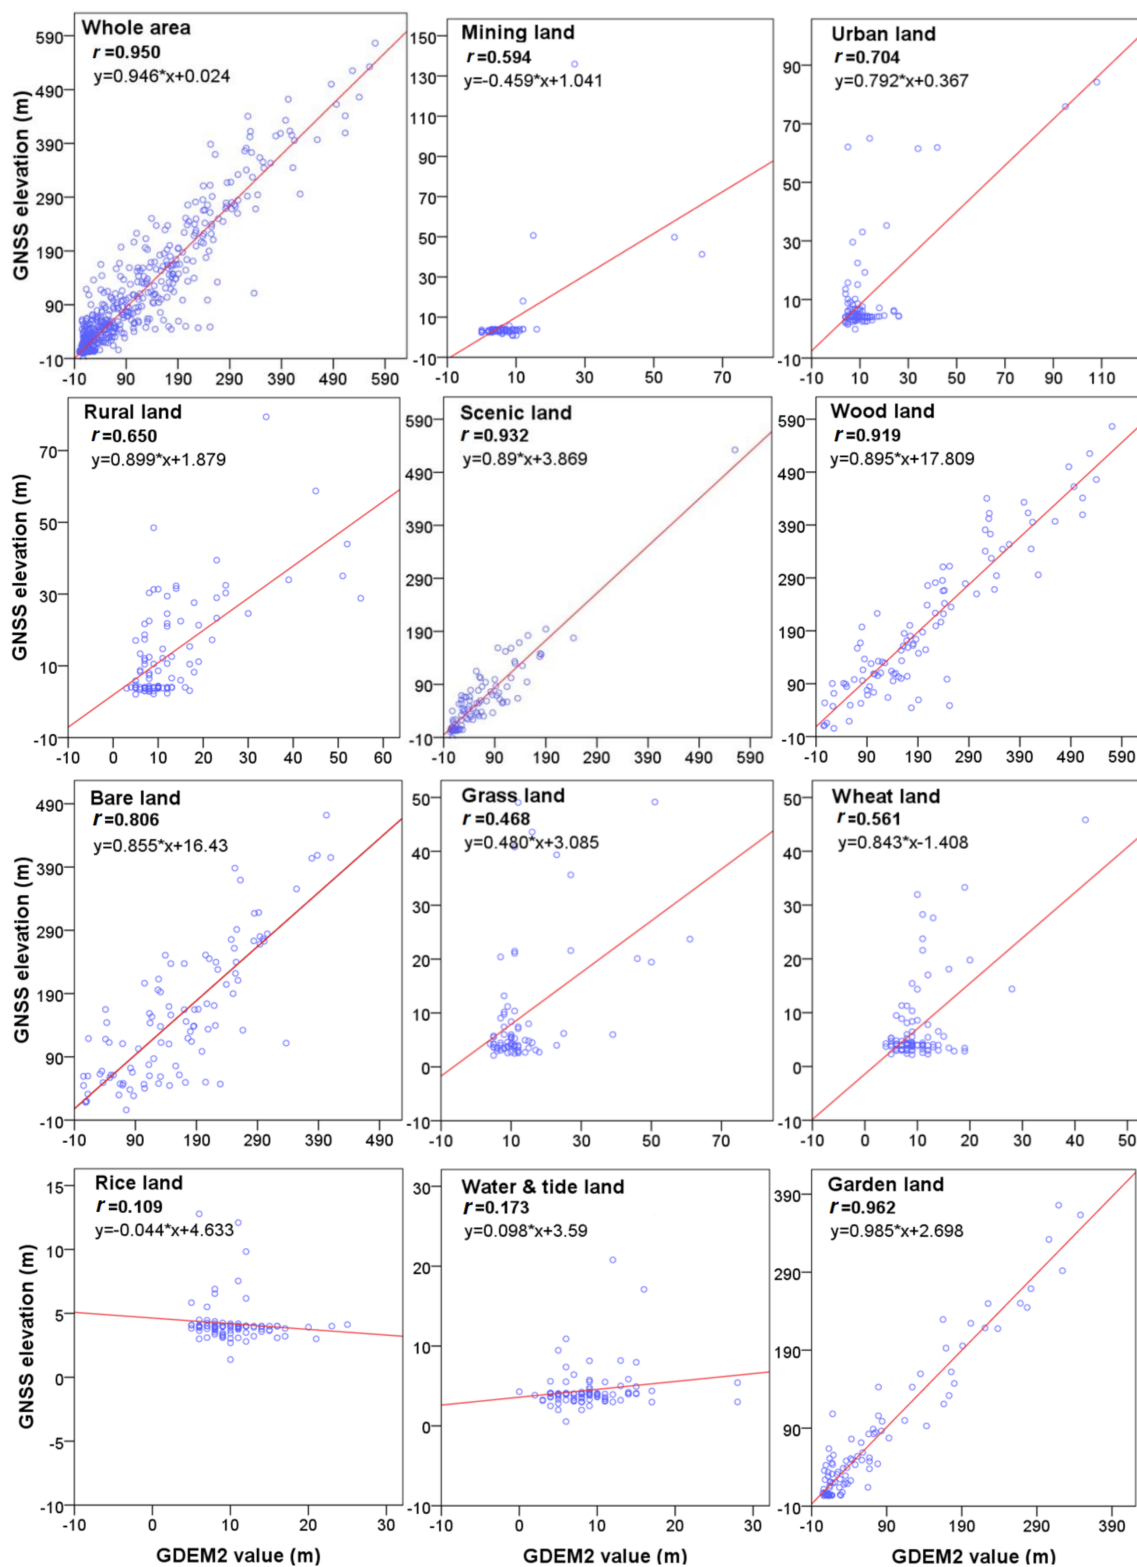 Whole area
r=0.950
y=0.946*x+0.024
GNSS elevation (m)
590
490
390
290
190
90
-10
-10 90 190 290 390 490 590
Mining land
r=0.594
y=-0.459*x+1.041
150
130
110
90
70
50
30
10
-10
-10 10 30 50 70
Urban land
r=0.704
y=0.792*x+0.367
90
70
50
30
10
-10
-10 10 30 50 70 90 110
Rural land
r=0.650
y=0.899*x+1.879
GNSS elevation (m)
70
50
30
10
-10
-10 0 10 20 30 40 50 60
Scenic land
r=0.932
y=0.89*x+3.869
590
490
390
290
190
90
-10
-10 90 190 290 390 490 590
Wood land
r=0.919
y=0.895*x+17.809
590
490
390
290
190
90
-10
-10 90 190 290 390 490 590
Bare land
r=0.806
y=0.855*x+16.43
GNSS elevation (m)
490
390
290
190
90
-10
-10 90 190 290 390 490
Grass land
r=0.468
y=0.480*x+3.085
50
40
30
20
10
0
-10
-10 10 30 50 70
Wheat land
r=0.561
y=0.843*x-1.408
50
40
30
20
10
0
-10
-10 0 10 20 30 40 50
Rice land
r=0.109
y=-0.044*x+4.633
GNSS elevation (m)
15
10
5
0
-5
-10
-10 0 10 20 30
GDEM2 value (m)
Water & tide land
r=0.173
y=0.098*x+3.59
30
20
10
0
-10
-10 0 10 20 30
GDEM2 value (m)
Garden land
r=0.962
y=0.985*x+2.698
390
290
190
90
-10
-10 90 190 290 390
GDEM2 value (m)